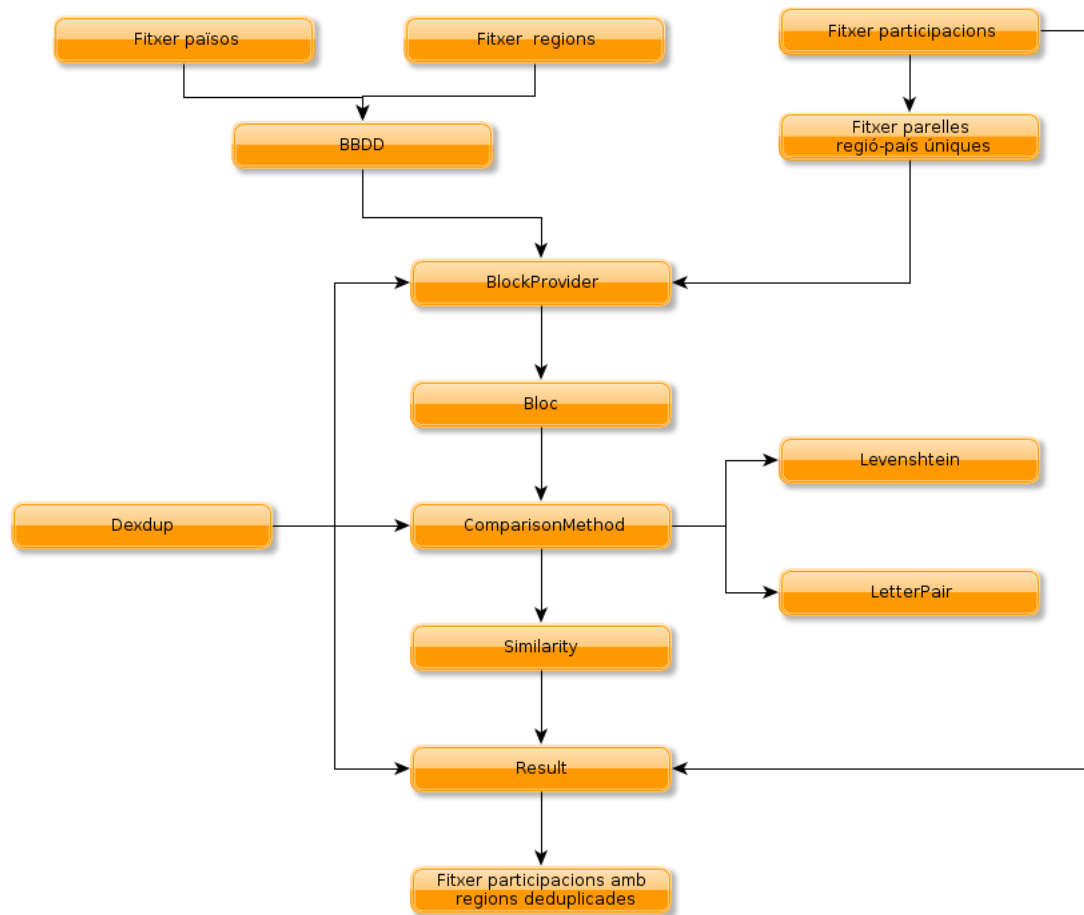 Fitxer països
Fitxer regions
Fitxer participacions
BBDD
Fitxer parelles
regió-país úniques
BlockProvider
Bloc
Levenshtein
Dexdup
ComparisonMethod
LetterPair
Similarity
Result
Fitxer participacions amb
regions deduplicades